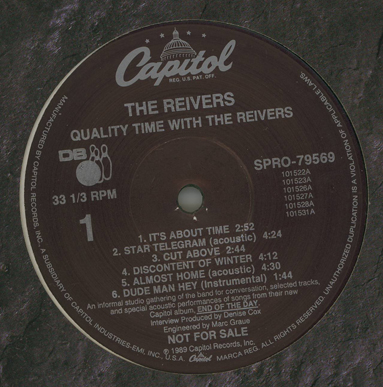 Capitol
REG. U.S. PAT. OFF.
THE REIVERS
QUALITY TIME WITH THE REIVERS
DB
SPRO-79569
33 1/3 RPM
1
101522A
101523A
101526A
101527A
101528A
101531A
1. IT'S ABOUT TIME 2:52
2. STAR TELEGRAM (acoustic) 4:24
3. CUT ABOVE 2:44
4. DISCONTENT OF WINTER 4:12
5. ALMOST HOME (acoustic) 4:30
6. DUDE MAN HEY (Instrumental) 1:44
An informal studio gathering of the band for conversation, selected tracks,
and special acoustic performances of songs from their new
Capitol album, END OF THE DAY.
Interview Produced by Denise Cox
Engineered by Marc Graue
NOT FOR SALE
℗ 1989 Capitol Records, Inc.
MANUFACTURED BY CAPITOL RECORDS, INC., A SUBSIDIARY OF CAPITOL INDUSTRIES-EMI, INC., U.S.A. Capitol MARCA REG. ALL RIGHTS RESERVED. UNAUTHORIZED DUPLICATION IS A VIOLATION OF APPLICABLE LAWS.